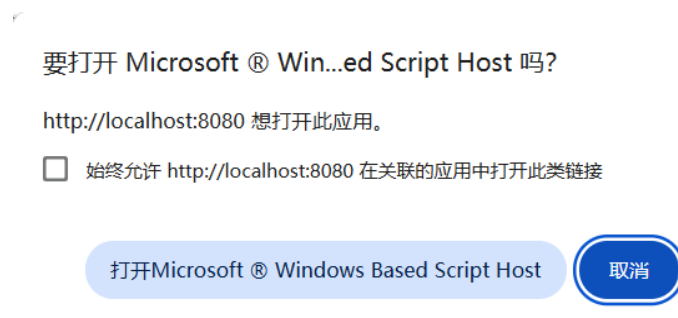 要打开 Microsoft ® Win...ed Script Host 吗?
http://localhost:8080 想打开此应用。
始终允许 http://localhost:8080 在关联的应用中打开此类链接
打开Microsoft ® Windows Based Script Host
取消